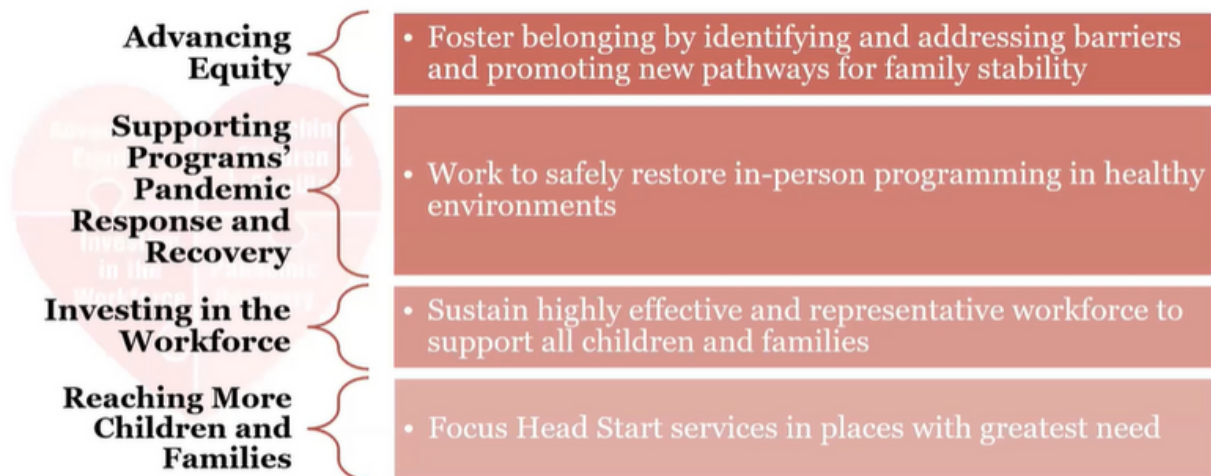 Advancing
Equity
• Foster belonging by identifying and addressing barriers
and promoting new pathways for family stability
Supporting
Programs’
Pandemic
Response and
Recovery
• Work to safely restore in-person programming in healthy
environments
Investing in the
Workforce
• Sustain highly effective and representative workforce to
support all children and families
Reaching More
Children and
Families
• Focus Head Start services in places with greatest need